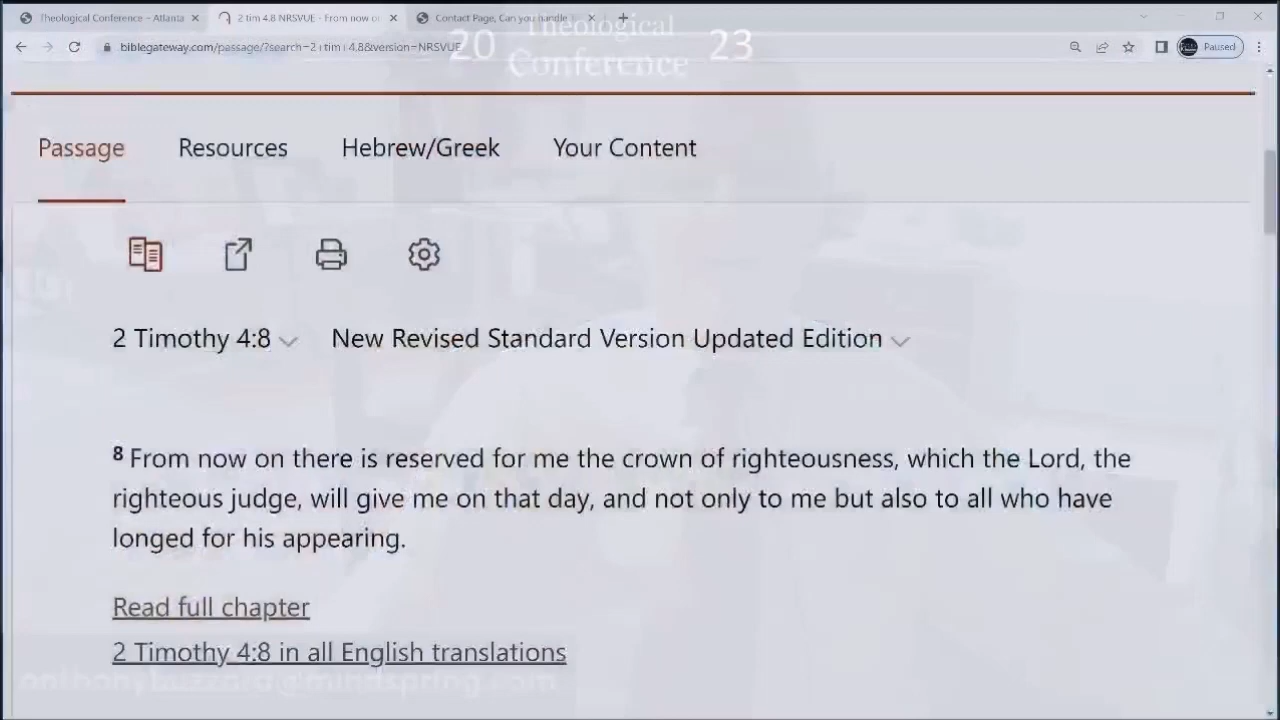 Theological Conference – Atlanta
2 tim 4.8 NRSVUE - From now or
Contact Page, Can you handle
biblegateway.com/passage/?search=2+tim+4.8&version=NRSVUE
Paused
20 Theological 23
Conference
Passage Resources Hebrew/Greek Your Content
2 Timothy 4:8 New Revised Standard Version Updated Edition
8 From now on there is reserved for me the crown of righteousness, which the Lord, the
righteous judge, will give me on that day, and not only to me but also to all who have
longed for his appearing.
Read full chapter
2 Timothy 4:8 in all English translations